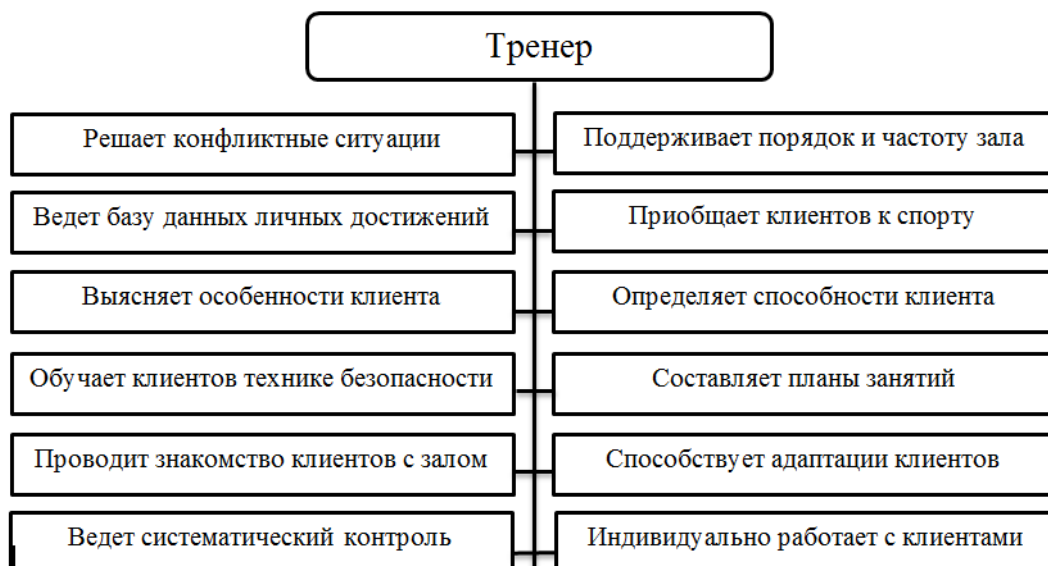 Тренер
Решает конфликтные ситуации
Поддерживает порядок и частоту зала
Ведет базу данных личных достижений
Приобщает клиентов к спорту
Выясняет особенности клиента
Определяет способности клиента
Обучает клиентов технике безопасности
Составляет планы занятий
Проводит знакомство клиентов с залом
Способствует адаптации клиентов
Ведет систематический контроль
Индивидуально работает с клиентами